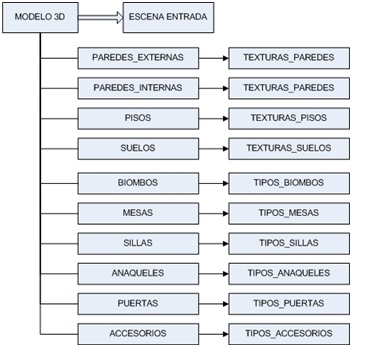 MODELO 3D
ESCENA ENTRADA
PAREDES_EXTERNAS
TEXTURAS_PAREDES
PAREDES_INTERNAS
TEXTURAS_PAREDES
PISOS
TEXTURAS_PISOS
SUELOS
TEXTURAS_SUELOS
BIOMBOS
TIPOS_BIOMBOS
MESAS
TIPOS_MESAS
SILLAS
TIPOS_SILLAS
ANAQUELES
TIPOS_ANAQUELES
PUERTAS
TIPOS_PUERTAS
ACCESORIOS
TIPOS_ACCESORIOS